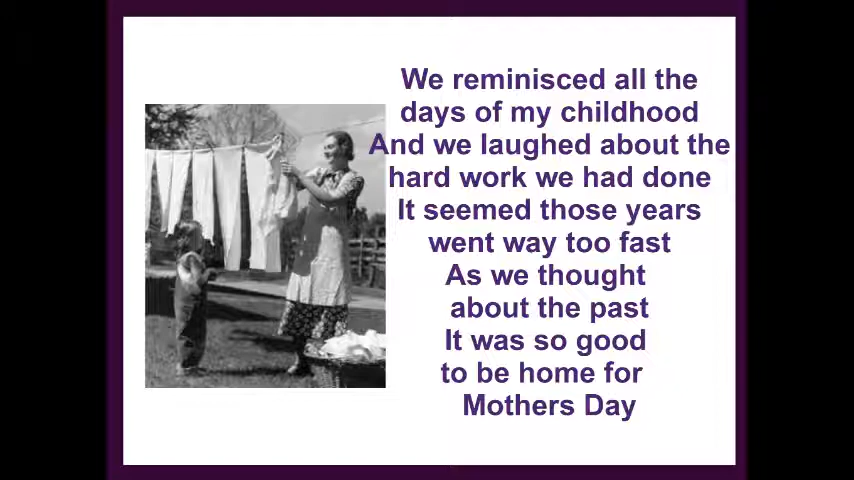 We reminisced all the
days of my childhood
And we laughed about the
hard work we had done
It seemed those years
went way too fast
As we thought
about the past
It was so good
to be home for
Mothers Day